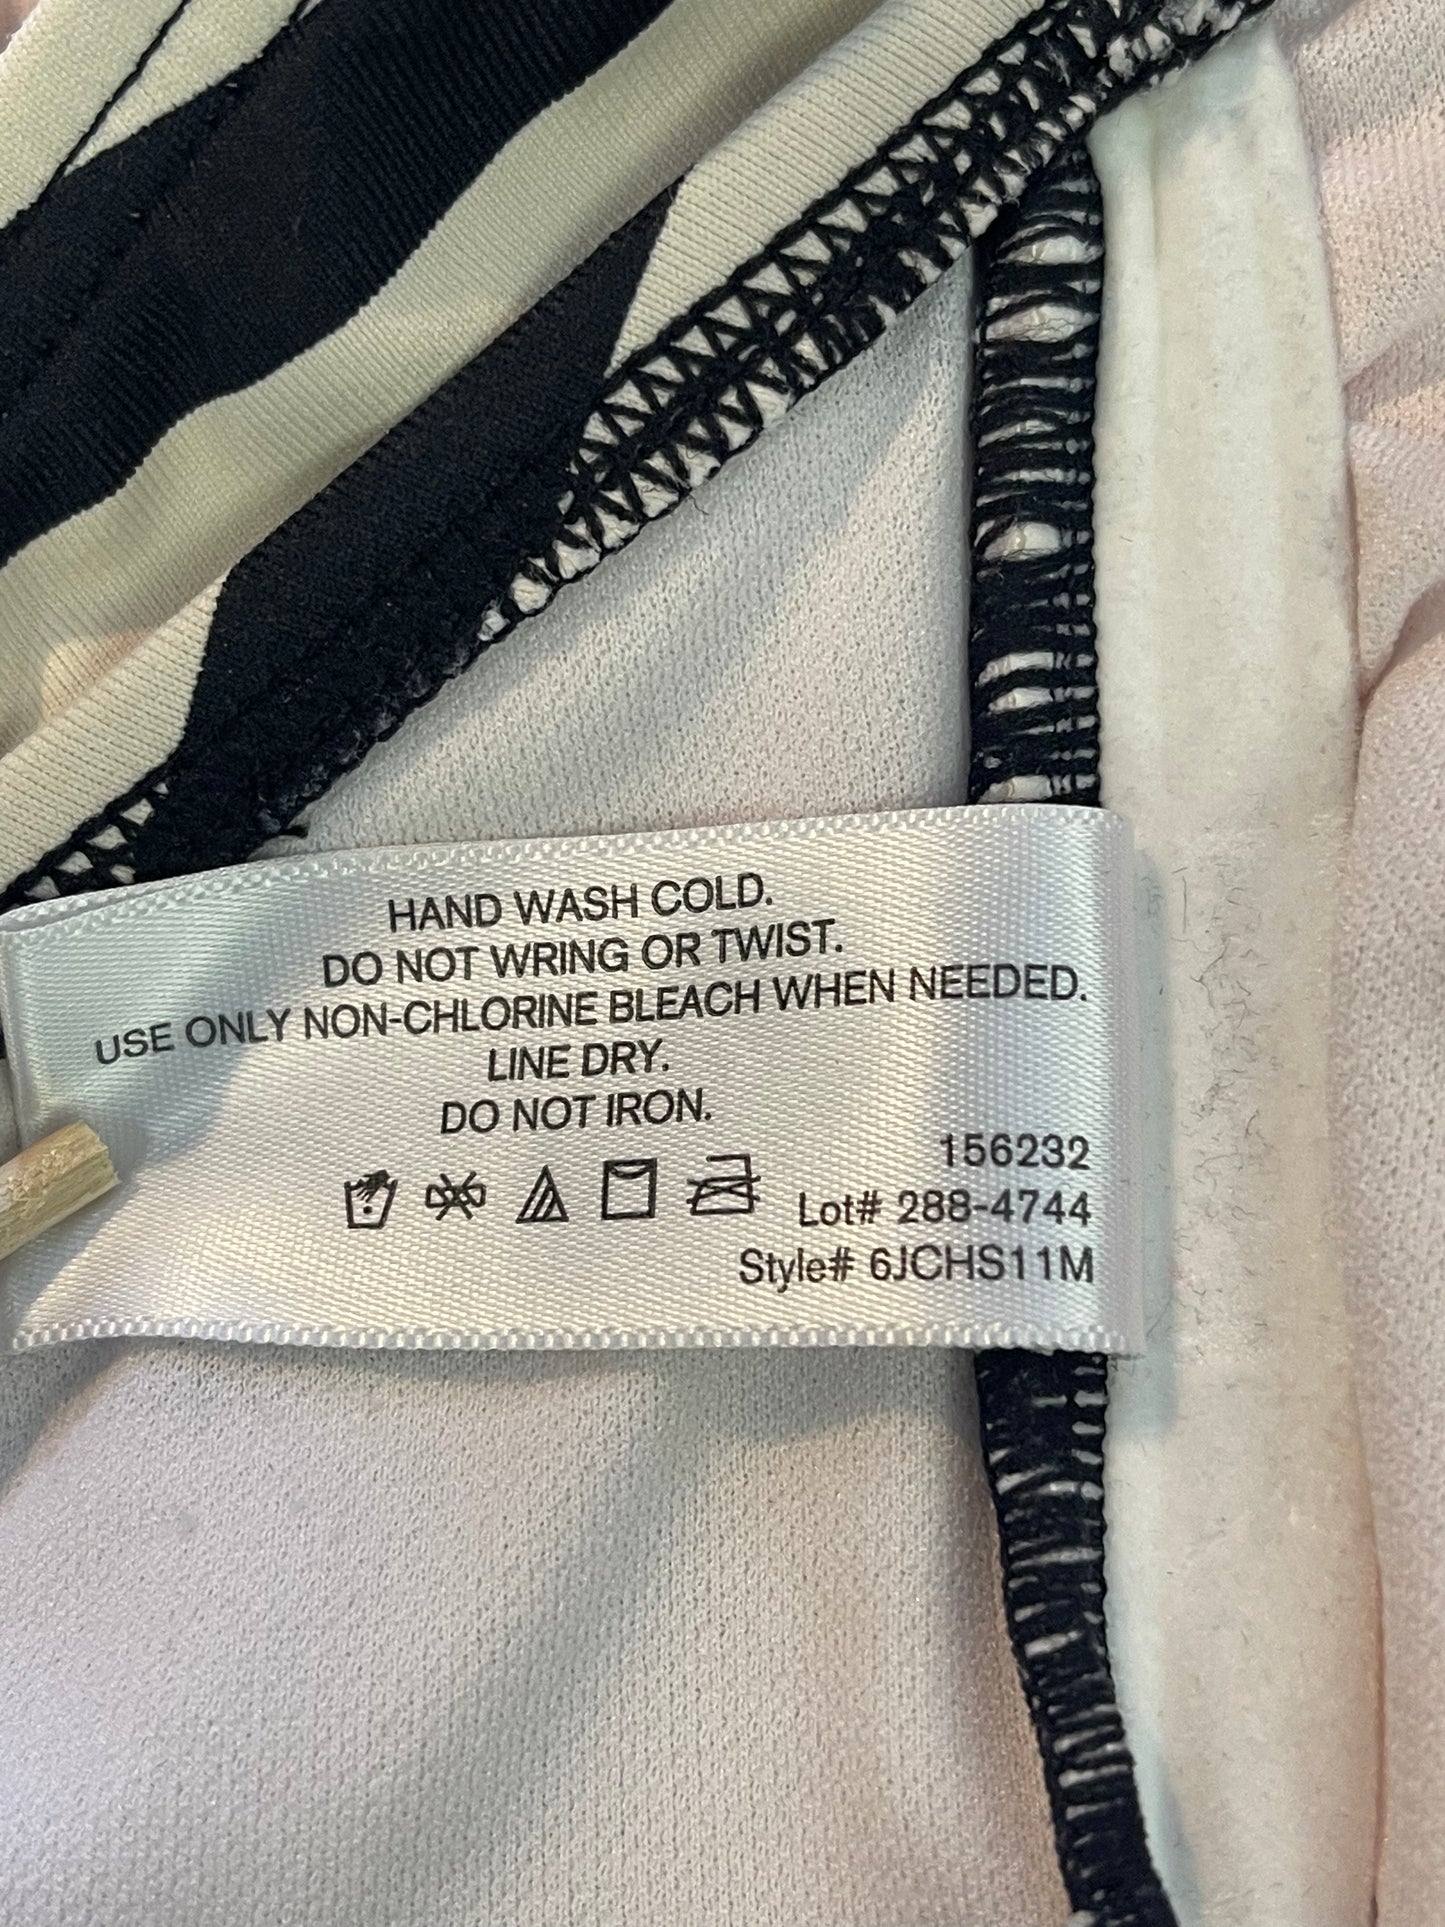 HAND WASH COLD.
DO NOT WRING OR TWIST.
USE ONLY NON-CHLORINE BLEACH WHEN NEEDED.
LINE DRY.
DO NOT IRON.
156232
Lot# 288-4744
Style# 6JCHS11M